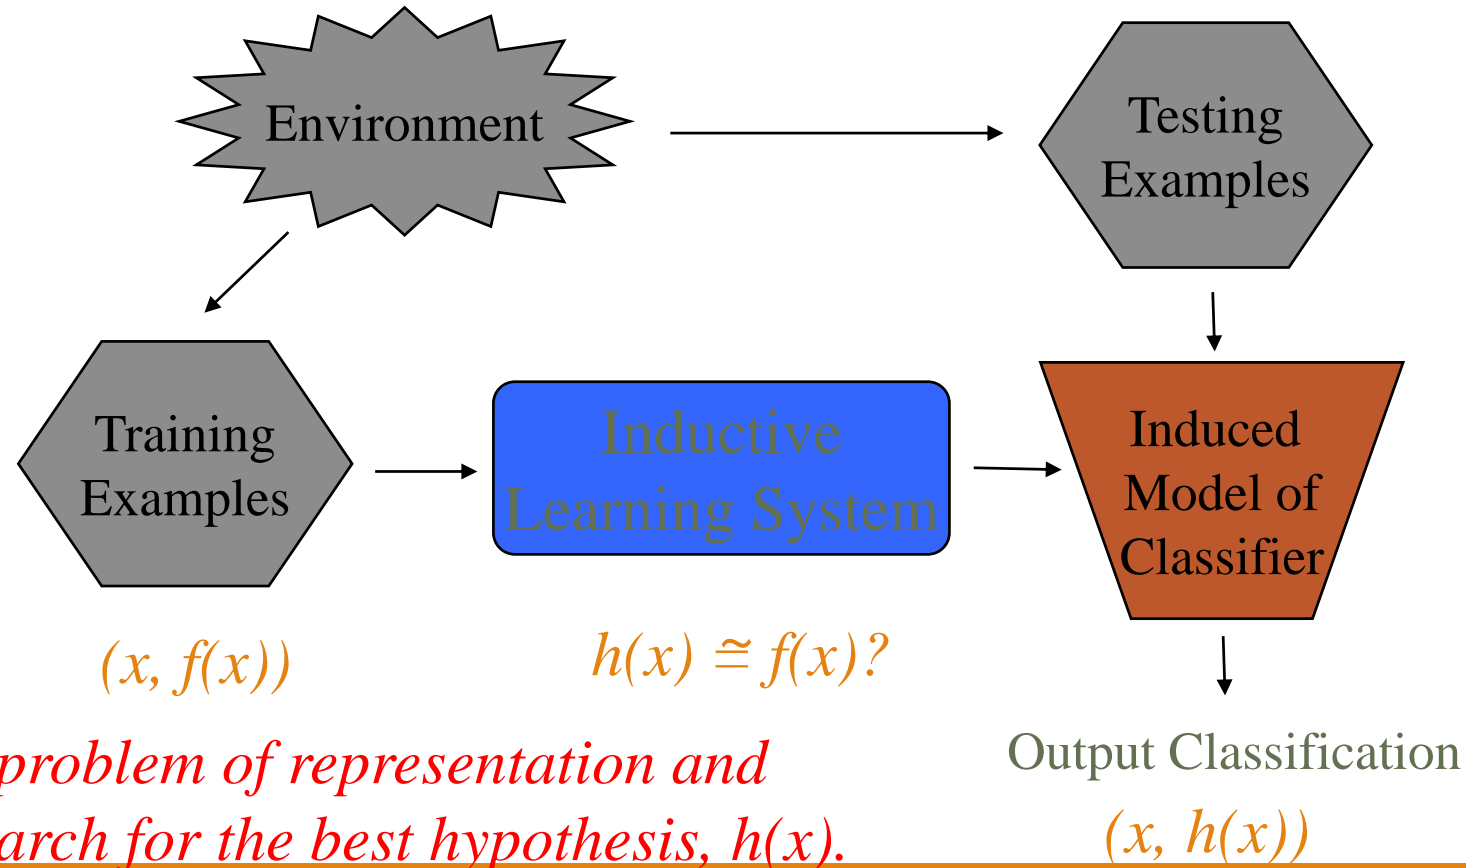 Environment
Testing
Examples
Training
Examples
Inductive
Learning System
Induced
Model of
Classifier
(x, f(x))
h(x) ≅ f(x)?
problem of representation and
for the best hypothesis, h(x).
Output Classification
(x, h(x))